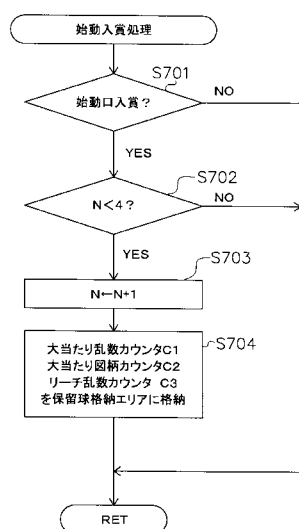 始動入賞処理
S701
始動口入賞？
NO
YES
S702
N<4？
NO
YES
S703
N←N+1
S704
大当たり乱数カウンタC1
大当たり図柄カウンタC2
リーチ乱数カウンタ C3
を保留球格納エリアに格納
RET